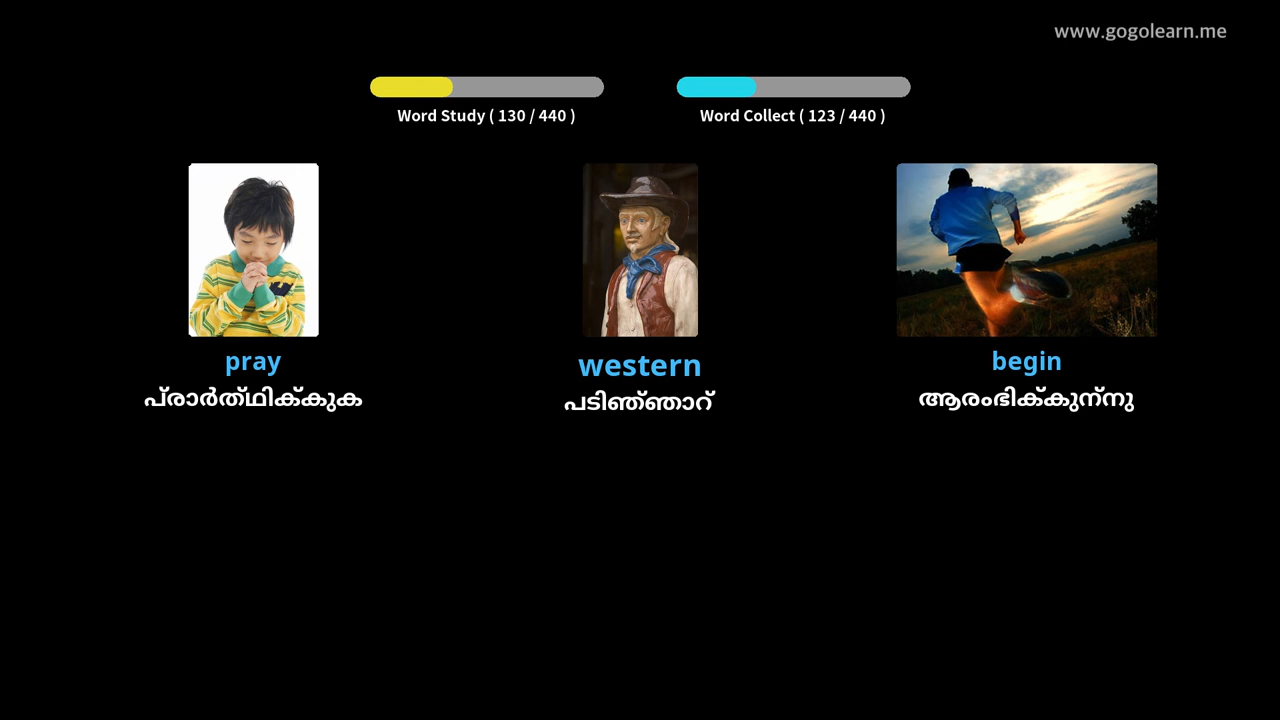 www.gogolearn.me
Word Study ( 130 / 440 )
Word Collect ( 123 / 440 )
pray
western
begin
പ്രാർത്ഥിക്കുക
പടിഞ്ഞാറ്
ആരംഭിക്കുന്നു